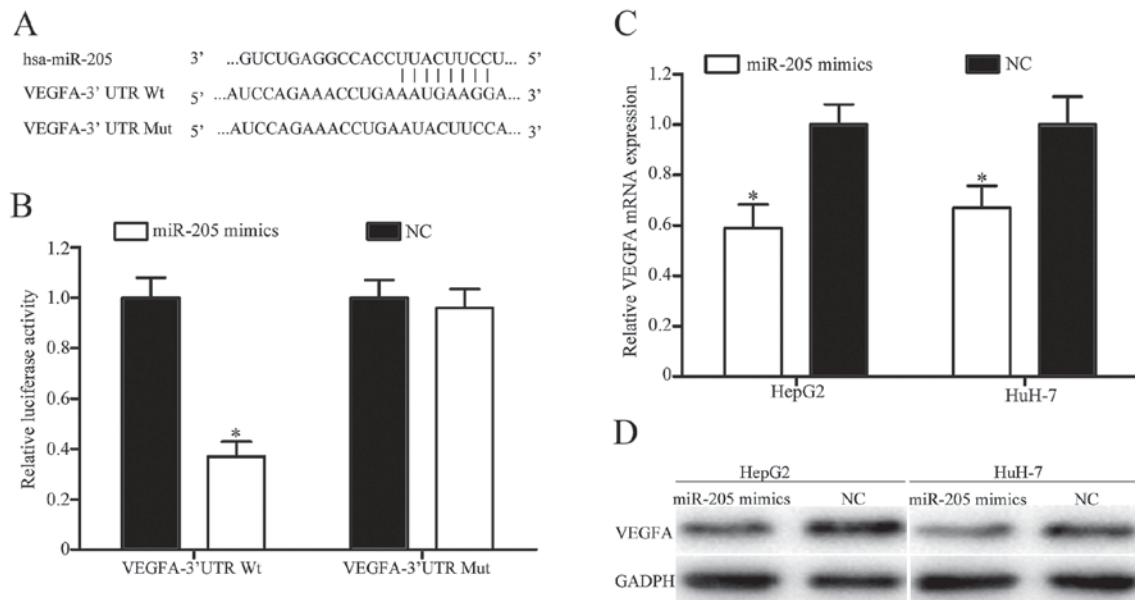 A
hsa-miR-205 3’ ...GUCUGAGGCCACCUUACUUCCU... 5’
VEGFA-3’ UTR Wt 5’ ...AUCCAGAAACCUGAAAUGAAGGA... 3’
VEGFA-3’ UTR Mut 5’ ...AUCCAGAAACCUGAAUACUUCCA... 3’
B
miR-205 mimics NC
Relative luciferase activity
1.2
1.0
0.8
0.6
0.4
0.2
0
*
VEGFA-3’UTR Wt VEGFA-3’UTR Mut
C
miR-205 mimics NC
Relative VEGFA mRNA expression
1.2
1.0
0.8
0.6
0.4
0.2
0
* *
HepG2 HuH-7
D
HepG2 HuH-7
miR-205 mimics NC miR-205 mimics NC
VEGFA
GADPH